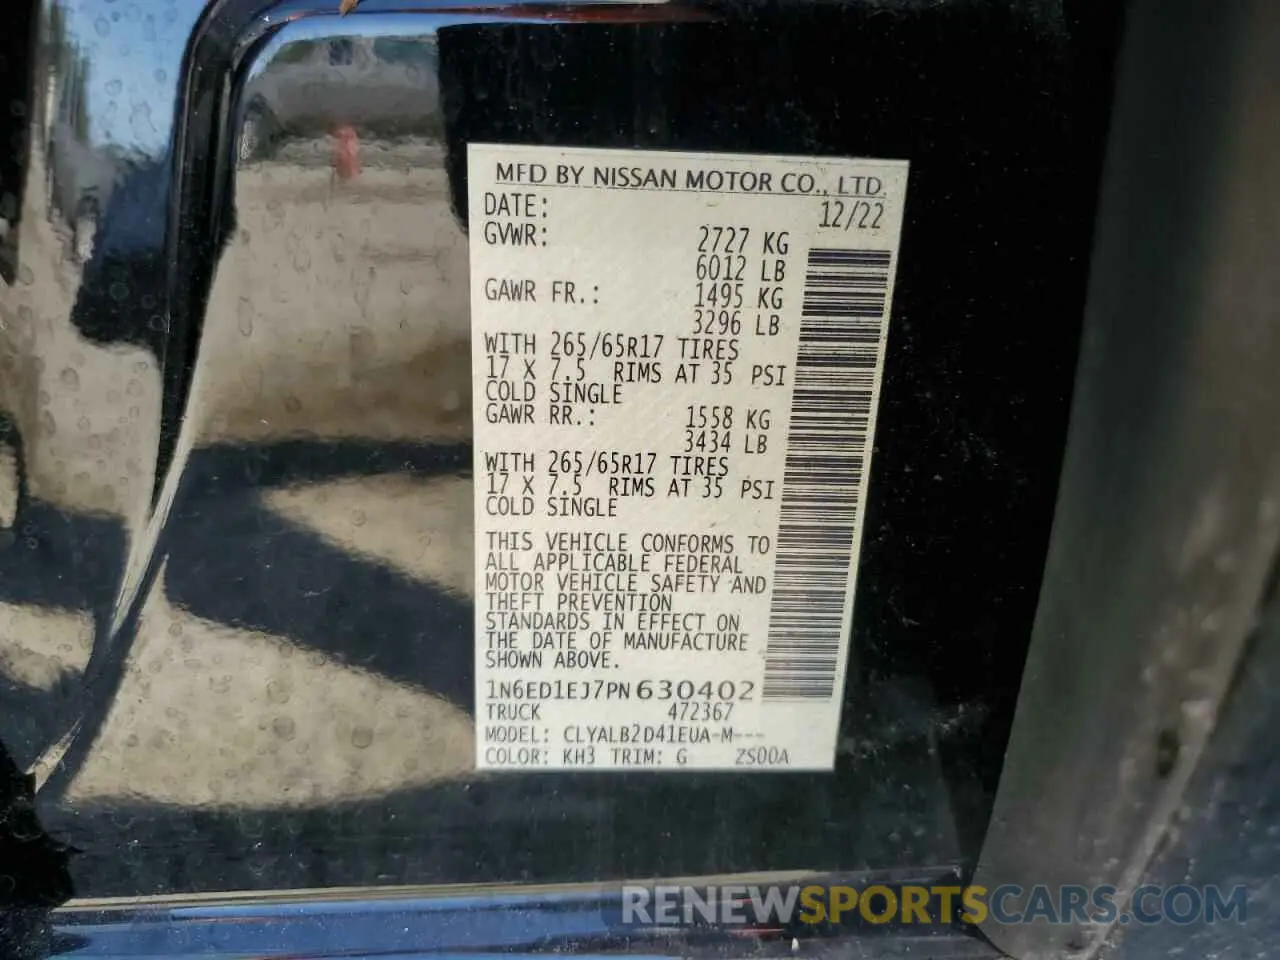 MFD BY NISSAN MOTOR CO., LTD.
DATE: 12/22
GVWR: 2727 KG
6012 LB
GAWR FR.: 1495 KG
3296 LB
WITH 265/65R17 TIRES
17 X 7.5 RIMS AT 35 PSI
COLD SINGLE
GAWR RR.: 1558 KG
3434 LB
WITH 265/65R17 TIRES
17 X 7.5 RIMS AT 35 PSI
COLD SINGLE
THIS VEHICLE CONFORMS TO
ALL APPLICABLE FEDERAL
MOTOR VEHICLE SAFETY AND
THEFT PREVENTION
STANDARDS IN EFFECT ON
THE DATE OF MANUFACTURE
SHOWN ABOVE.
1N6ED1EJ7PN630402
TRUCK 472367
MODEL: CLYALB2D41EUA-M---
COLOR: KH3 TRIM: G ZS00A
RENEWSPORTSCARS.COM